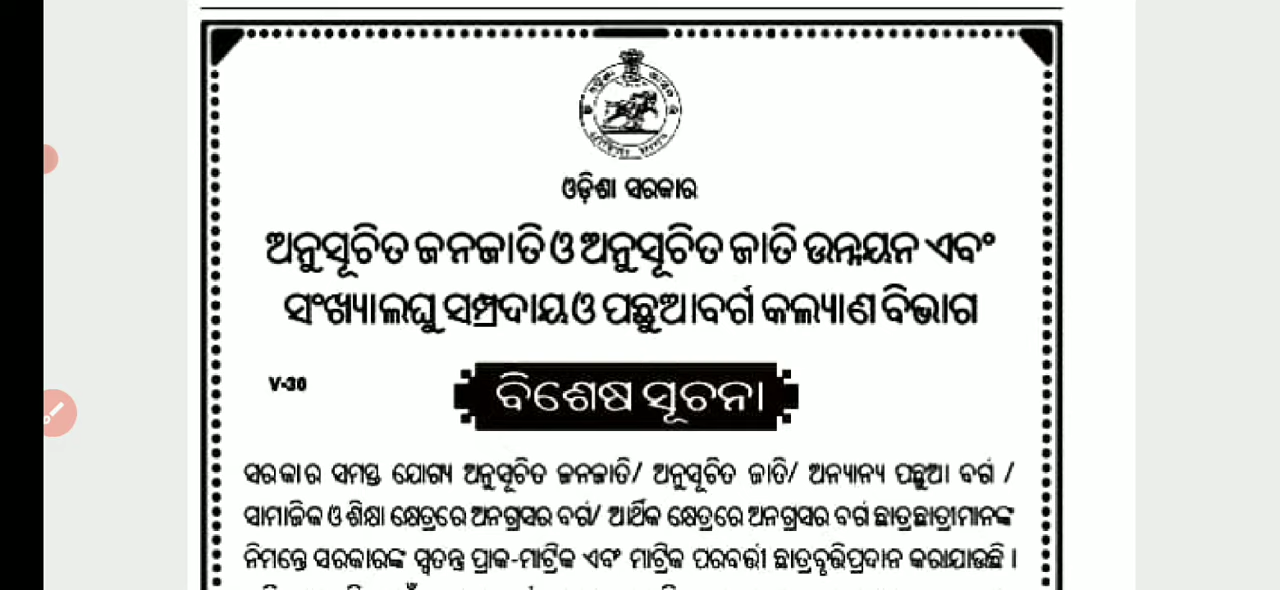 ଓଡ଼ିଶା ସରକାର
ଅନୁସୂଚିତ ଜନଜାତି ଓ ଅନୁସୂଚିତ ଜାତି ଉନ୍ନୟନ ଏବଂ
ସଂଖ୍ୟାଲଘୁ ସମ୍ପ୍ରଦାୟ ଓ ପଛୁଆବର୍ଗ କଲ୍ୟାଣ ବିଭାଗ
V-30
ବିଶେଷ ସୂଚନା
ସରକାର ସମସ୍ତ ଯୋଗ୍ୟ ଅନୁସୂଚିତ ଜନଜାତି/ ଅନୁସୂଚିତ ଜାତି/ ଅନ୍ୟାନ୍ୟ ପଛୁଆ ବର୍ଗ /
ସାମାଜିକ ଓ ଶିକ୍ଷା କ୍ଷେତ୍ରରେ ଅନଗ୍ରସର ବର୍ଗ/ ଆର୍ଥିକ କ୍ଷେତ୍ରରେ ଅନଗ୍ରସର ବର୍ଗ ଛାତ୍ରଛାତ୍ରୀମାନଙ୍କ
ନିମନ୍ତେ ସରକାରଙ୍କ ସ୍ୱତନ୍ତ୍ର ପ୍ରାକ-ମାଟ୍ରିକ ଏବଂ ମାଟ୍ରିକ ପରବର୍ତ୍ତୀ ଛାତ୍ରବୃତ୍ତିପ୍ରଦାନ କରାଯାଉଛି ।